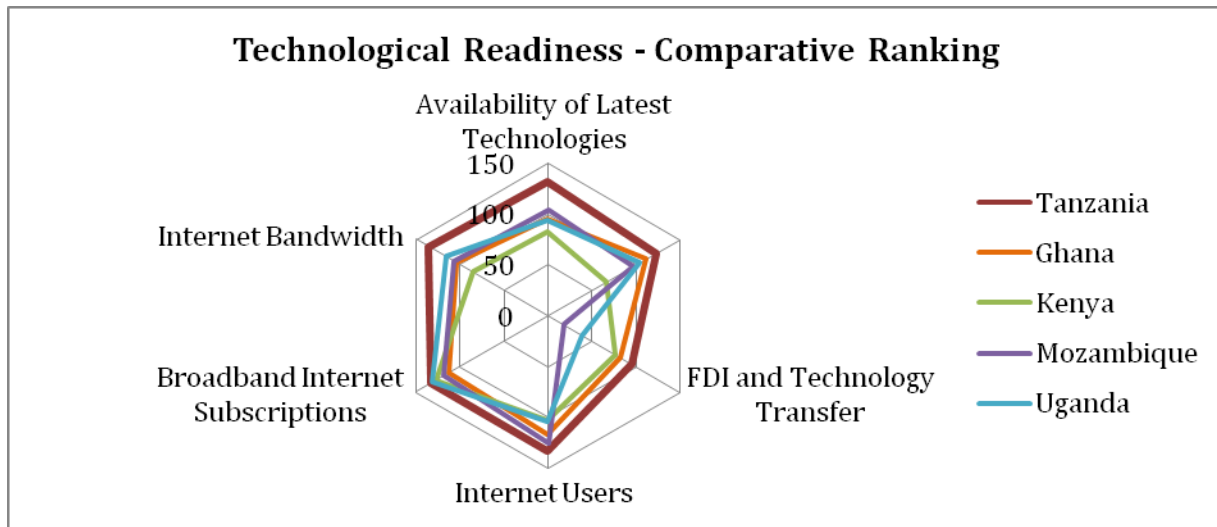 Technological Readiness - Comparative Ranking
Availability of Latest
Technologies
150
100
50
0
Internet Bandwidth
Broadband Internet
Subscriptions
Internet Users
FDI and Technology
Transfer
Tanzania
Ghana
Kenya
Mozambique
Uganda